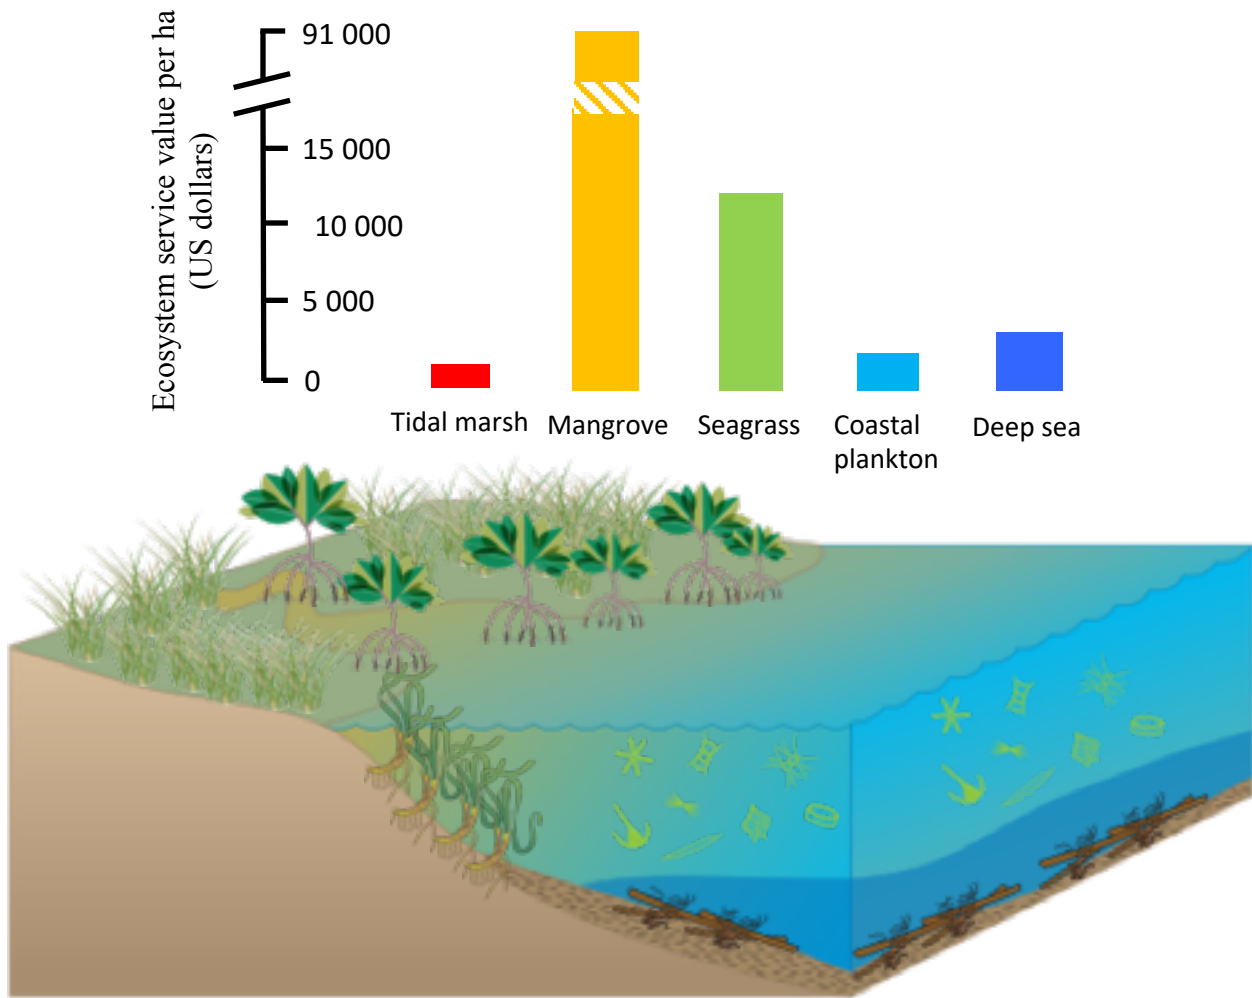 Ecosystem service value per ha
(US dollars)
91 000
15 000
10 000
5 000
0
Tidal marsh
Mangrove
Seagrass
Coastal
plankton
Deep sea